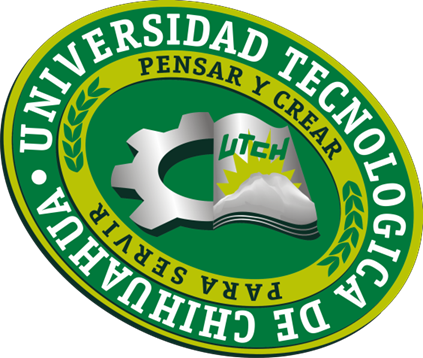 UNIVERSIDAD TECNOLOGICA DE CHIHUAHUA •
PENSAR Y CREAR
UTCH
PARA SERVIR